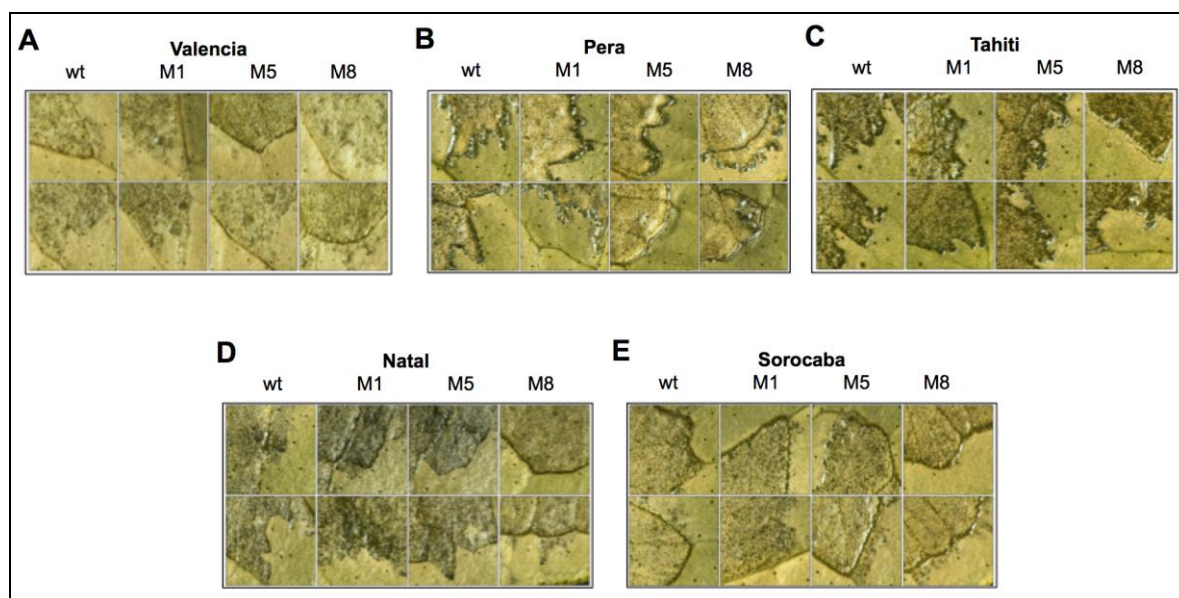 A
Valencia
wt M1 M5 M8
B
Pera
wt M1 M5 M8
C
Tahiti
wt M1 M5 M8
D
Natal
wt M1 M5 M8
E
Sorocaba
wt M1 M5 M8